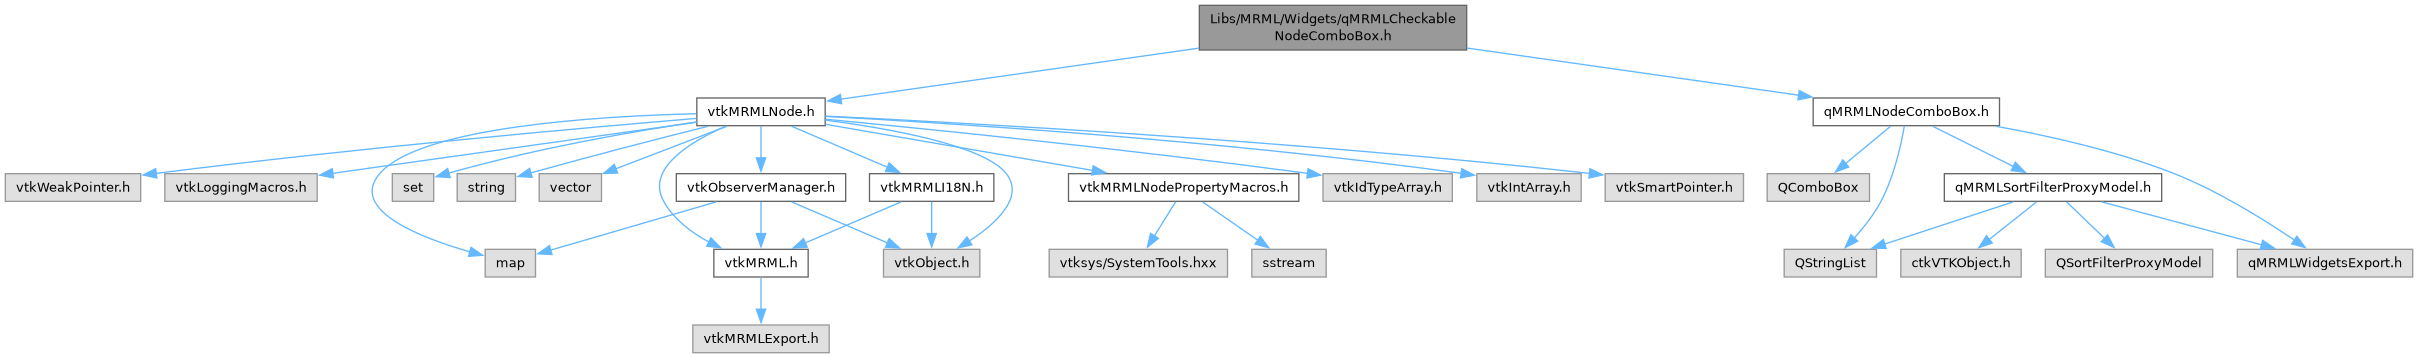 Libs/MRML/Widgets/qMRMLCheckable
NodeComboBox.h
vtkMRMLNode.h
qMRMLNodeComboBox.h
vtkWeakPointer.h
vtkLoggingMacros.h
set
string
vector
vtkObserverManager.h
vtkMRMLI18N.h
vtkMRMLNodePropertyMacros.h
vtkIdTypeArray.h
vtkIntArray.h
vtkSmartPointer.h
QComboBox
qMRMLSortFilterProxyModel.h
map
vtkMRML.h
vtkObject.h
vtksys/SystemTools.hxx
sstream
QStringList
ctkVTKObject.h
QSortFilterProxyModel
qMRMLWidgetsExport.h
vtkMRMLExport.h